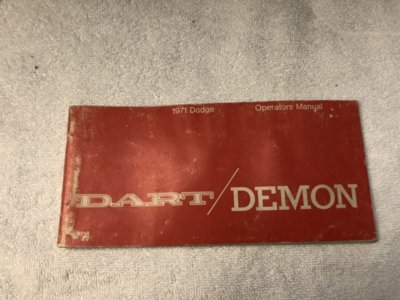 1971 Dodge Operators Manual
DART/DEMON